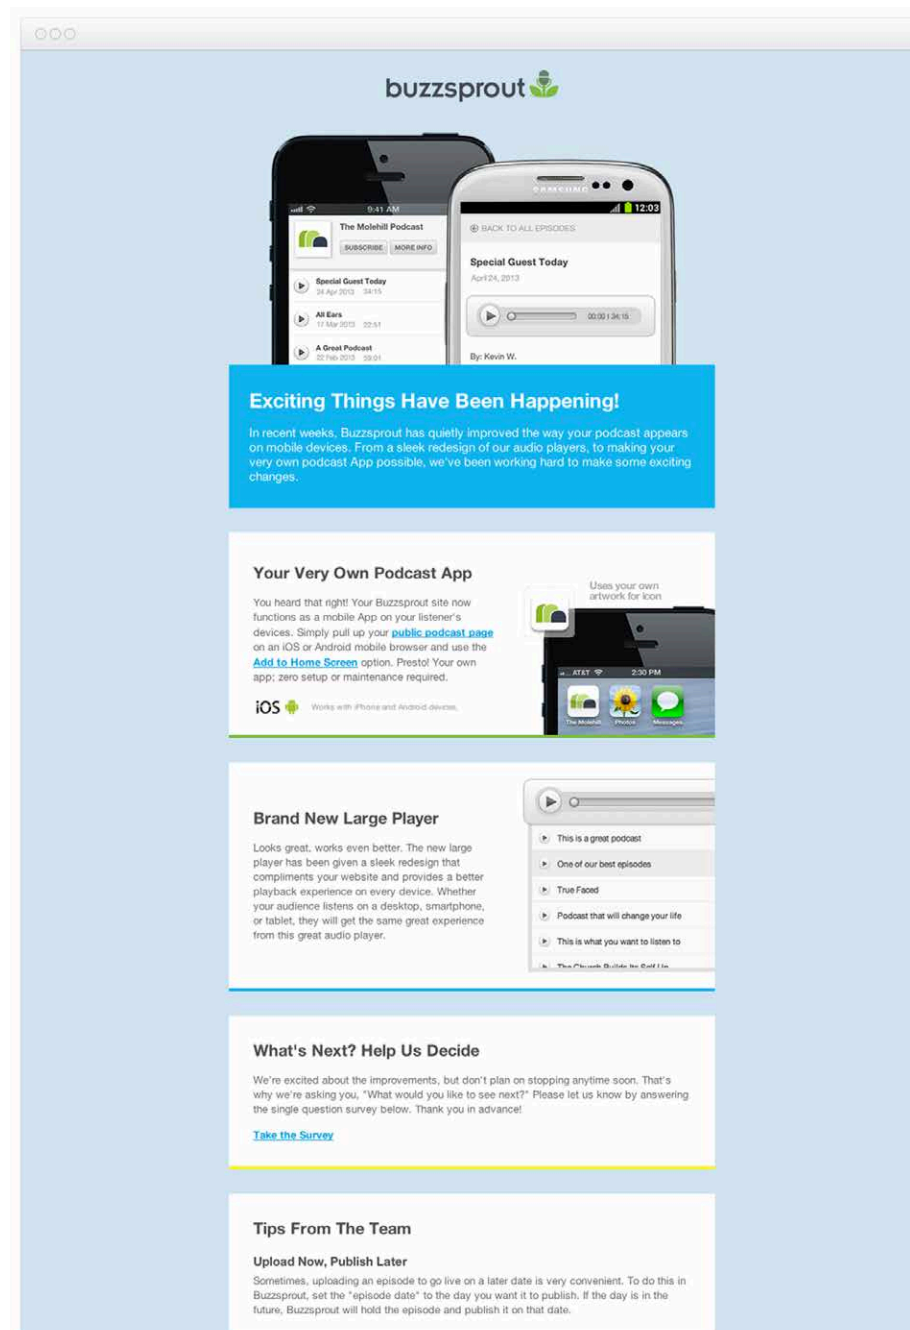 buzzsprout
SAMSUNG
9:41 AM
The Molehill Podcast
SUBSCRIBE MORE INFO
Special Guest Today
24 Apr 2013 34:15
All Ears
17 Mar 2013 22:51
A Great Podcast
22 Feb 2013 59:01
12:03
BACK TO ALL EPISODES
Special Guest Today
April 24, 2013
00:00 | 34:15
By: Kevin W.
Exciting Things Have Been Happening!
In recent weeks, Buzzsprout has quietly improved the way your podcast appears
on mobile devices. From a sleek redesign of our audio players, to making your
very own podcast App possible, we've been working hard to make some exciting
changes.
Your Very Own Podcast App
You heard that right! Your Buzzsprout site now
functions as a mobile App on your listener's
devices. Simply pull up your public podcast page
on an iOS or Android mobile browser and use the
Add to Home Screen option. Presto! Your own
app; zero setup or maintenance required.
iOS Works with iPhone and Android devices.
Uses your own
artwork for icon
AT&T 2:30 PM
The Molehill Photos Messages
Brand New Large Player
Looks great, works even better. The new large
player has been given a sleek redesign that
compliments your website and provides a better
playback experience on every device. Whether
your audience listens on a desktop, smartphone,
or tablet, they will get the same great experience
from this great audio player.
This is a great podcast
One of our best episodes
True Faced
Podcast that will change your life
This is what you want to listen to
The Church Builds Its Self Up
What's Next? Help Us Decide
We're excited about the improvements, but don't plan on stopping anytime soon. That's
why we're asking you, "What would you like to see next?" Please let us know by answering
the single question survey below. Thank you in advance!
Take the Survey
Tips From The Team
Upload Now, Publish Later
Sometimes, uploading an episode to go live on a later date is very convenient. To do this in
Buzzsprout, set the "episode date" to the day you want it to publish. If the day is in the
future, Buzzsprout will hold the episode and publish it on that date.